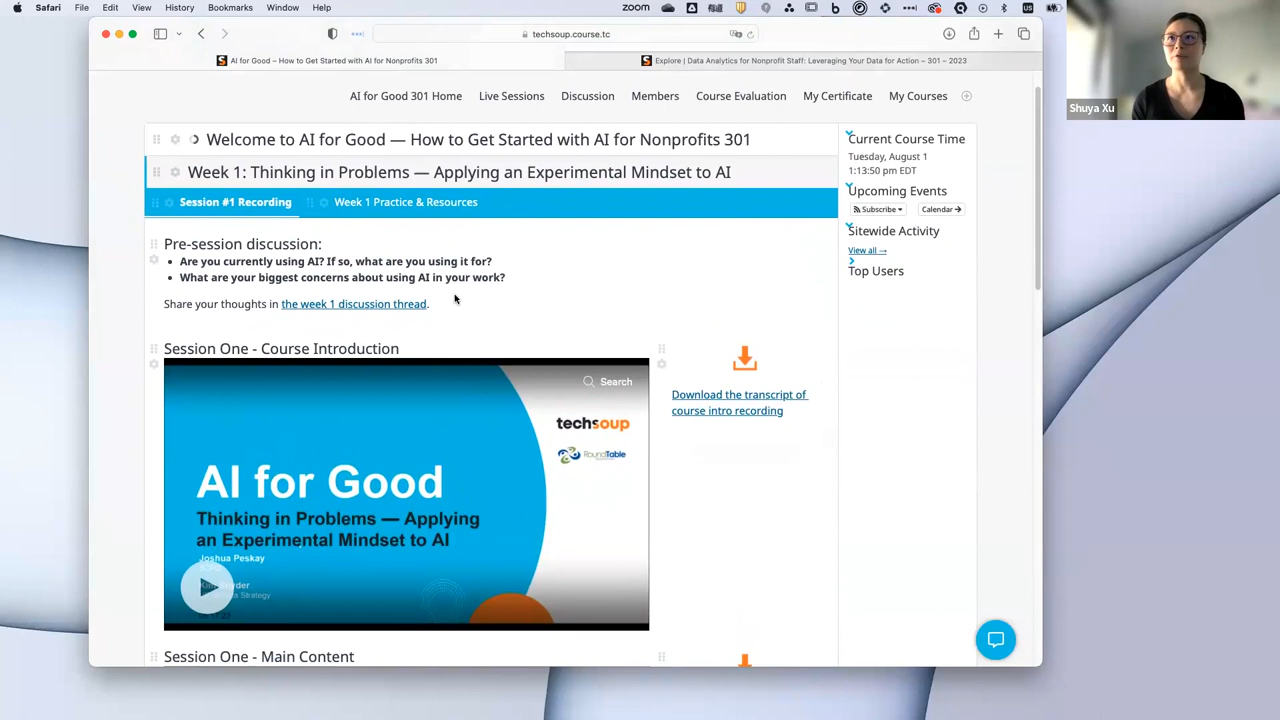 Safari File Edit View History Bookmarks Window Help
zoom
US
techsoup.course.tc
AI for Good – How to Get Started with AI for Nonprofits 301
Explore | Data Analytics for Nonprofit Staff: Leveraging Your Data for Action – 301 – 2023
Shuya Xu
AI for Good 301 Home Live Sessions Discussion Members Course Evaluation My Certificate My Courses
Welcome to AI for Good — How to Get Started with AI for Nonprofits 301
Week 1: Thinking in Problems — Applying an Experimental Mindset to AI
Session #1 Recording Week 1 Practice & Resources
Pre-session discussion:
• Are you currently using AI? If so, what are you using it for?
• What are your biggest concerns about using AI in your work?
Share your thoughts in the week 1 discussion thread.
Session One - Course Introduction
Search
techsoup
RoundTable
AI for Good
Thinking in Problems — Applying
an Experimental Mindset to AI
Joshua Peskay
Strategy
Download the transcript of
course intro recording
Session One - Main Content
Current Course Time
Tuesday, August 1
1:13:50 pm EDT
Upcoming Events
Subscribe Calendar
Sitewide Activity
View all →
Top Users